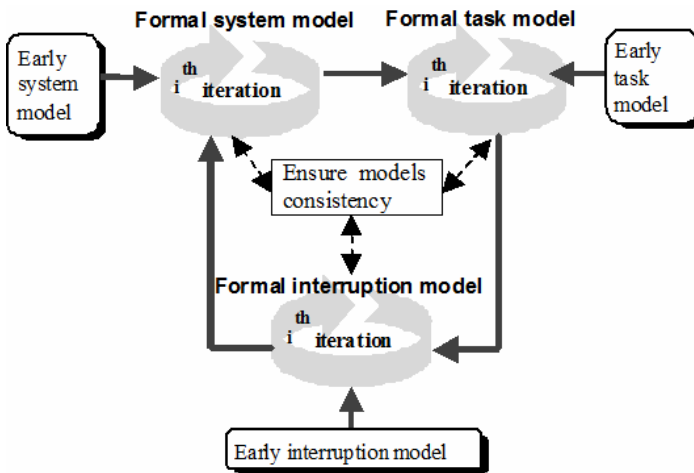 Formal system model
Formal task model
Early
system
model
i th iteration
i th iteration
Early
task
model
Ensure models
consistency
Formal interruption model
i th iteration
Early interruption model